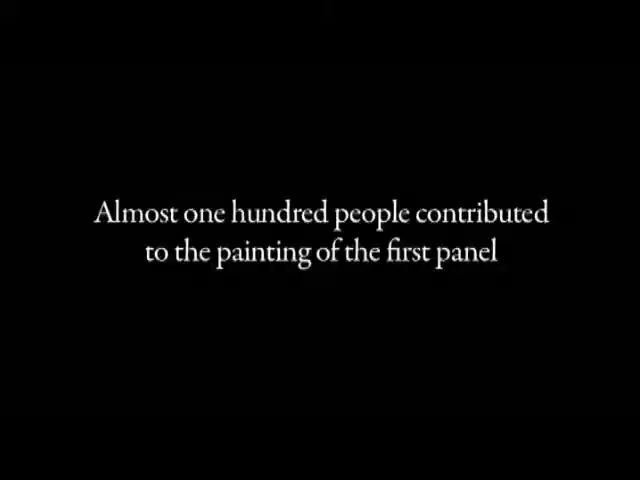 Almost one hundred people contributed
to the painting of the first panel